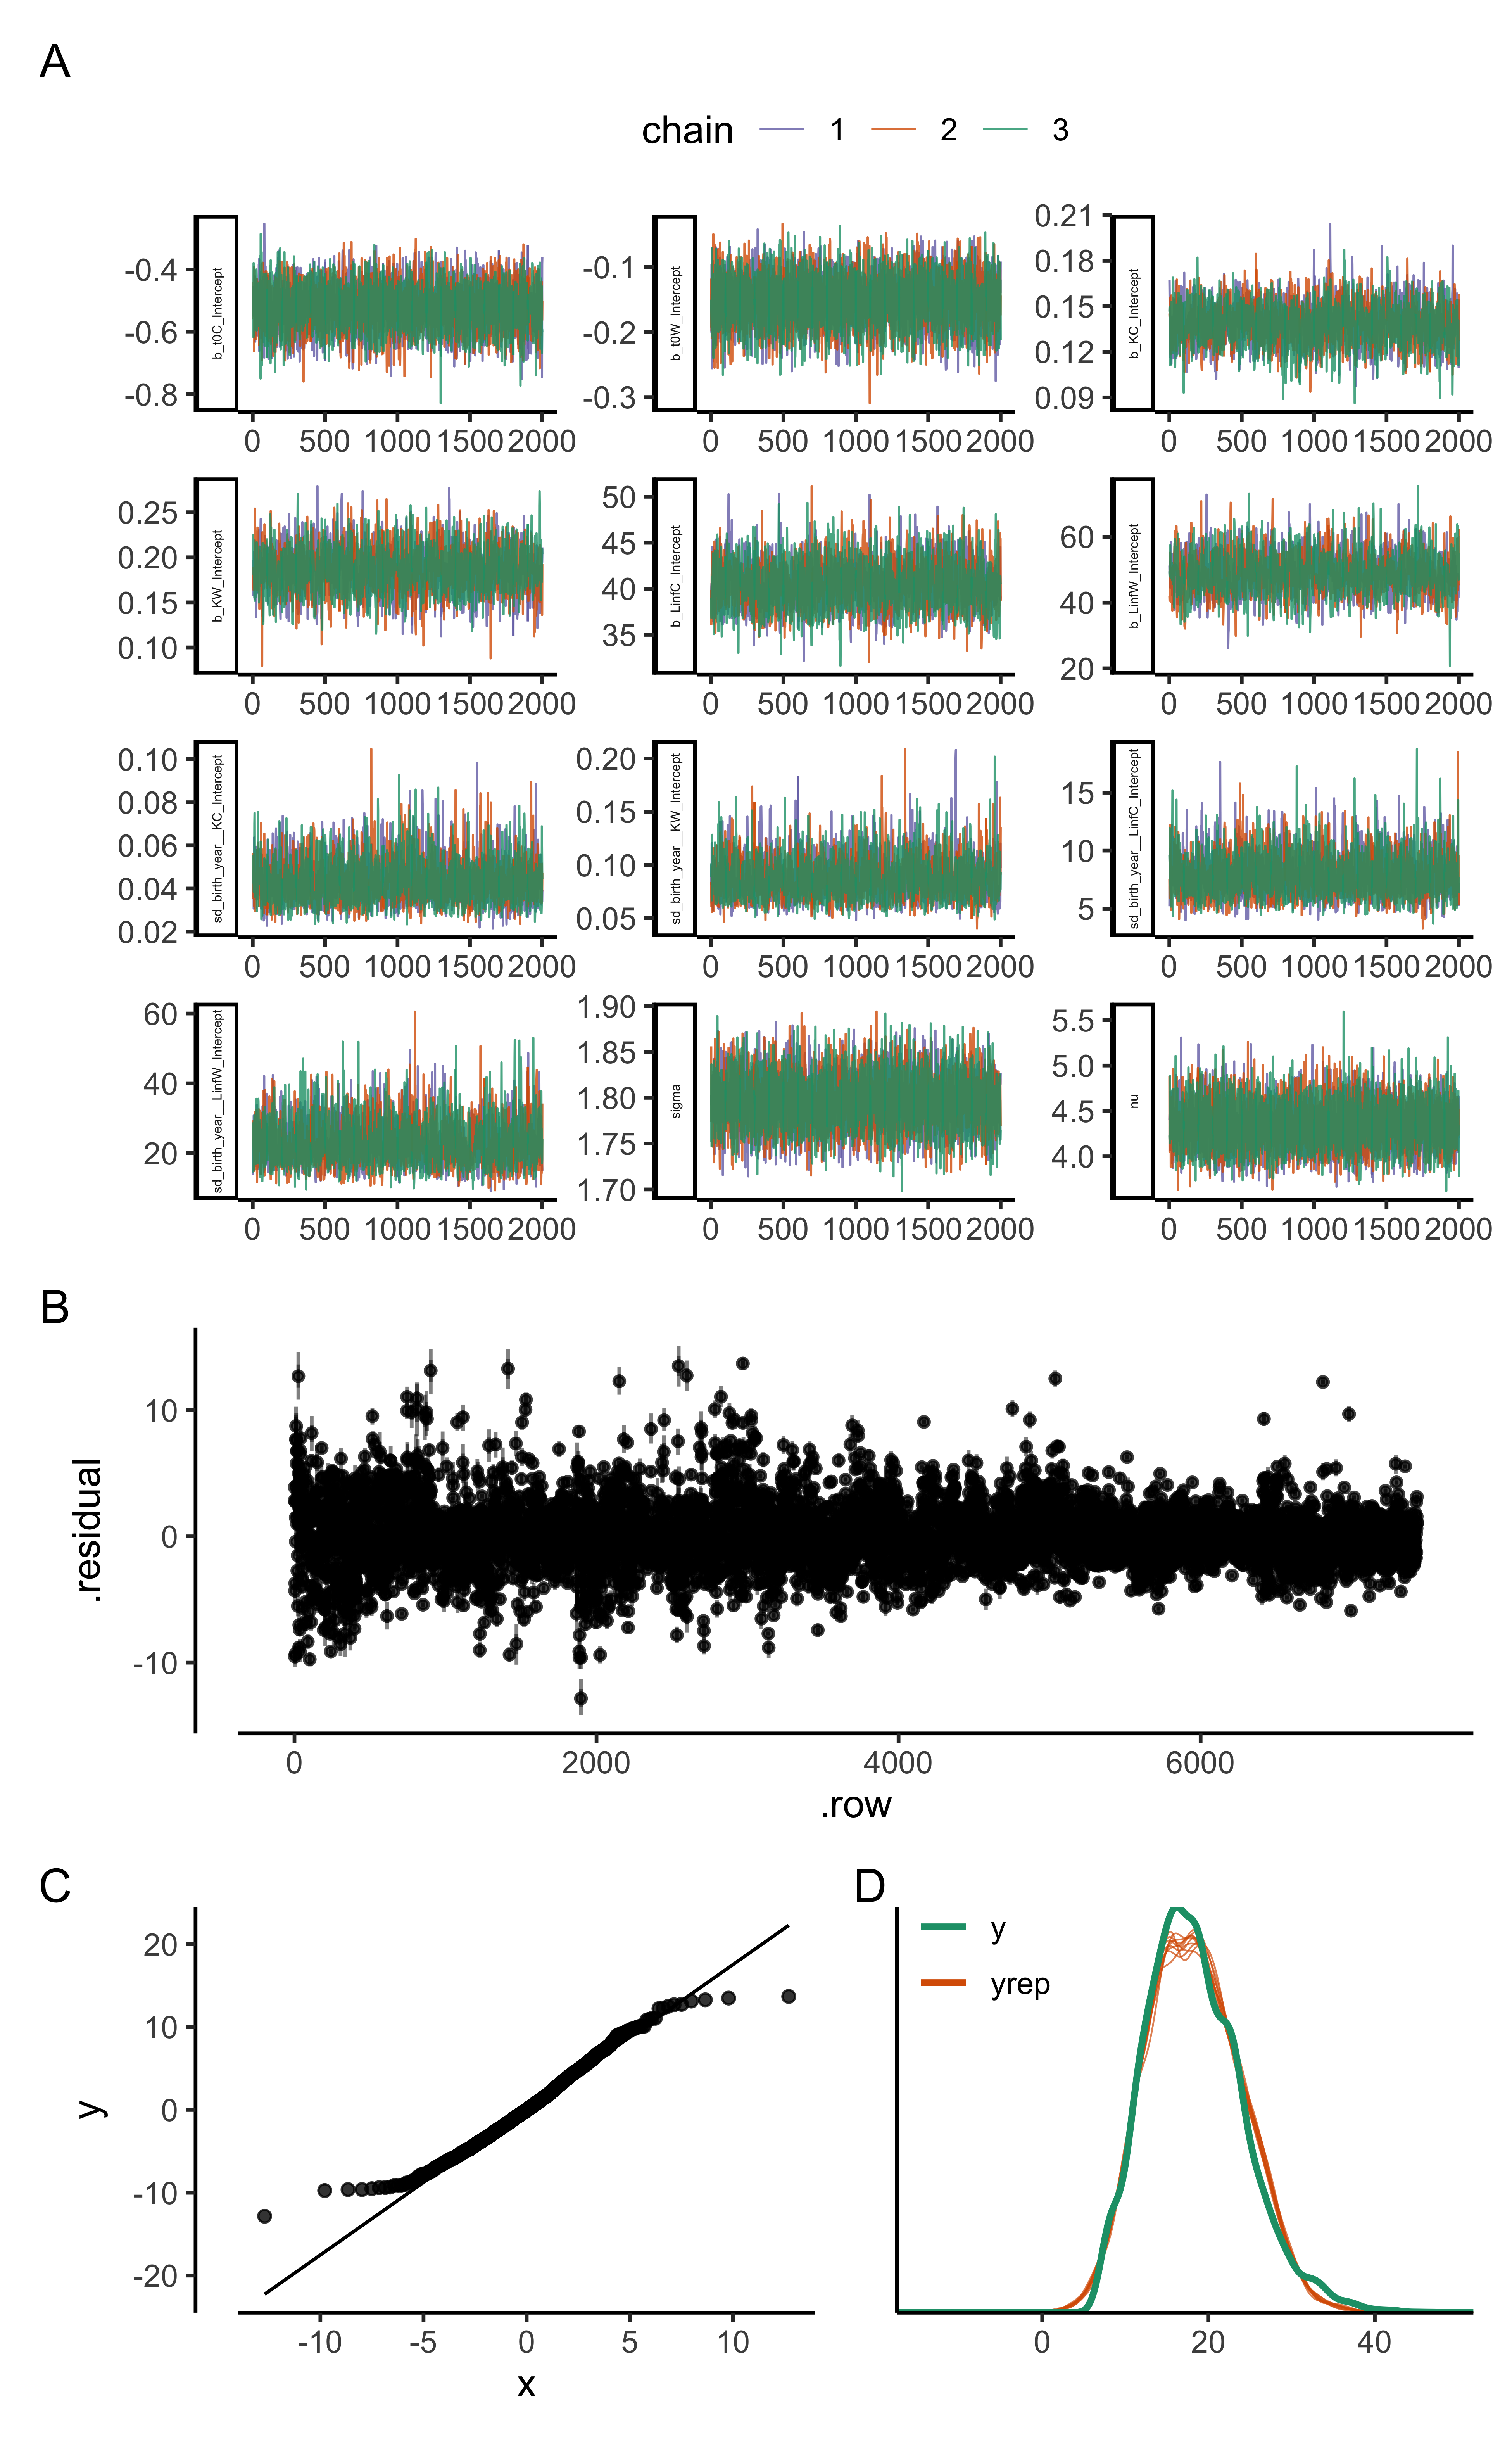 A
chain 1 2 3
b_t0C_Intercept
-0.4
-0.6
-0.8
0 500 1000 1500 2000
b_t0W_Intercept
-0.1
-0.2
-0.3
0 500 1000 1500 2000
b_KC_Intercept
0.21
0.18
0.15
0.12
0.09
0 500 1000 1500 2000
b_KW_Intercept
0.25
0.20
0.15
0.10
0 500 1000 1500 2000
b_LinfC_Intercept
50
45
40
35
0 500 1000 1500 2000
b_LinfW_Intercept
60
40
20
0 500 1000 1500 2000
sd_birth_year__KC_Intercept
0.10
0.08
0.06
0.04
0.02
0 500 1000 1500 2000
sd_birth_year__KW_Intercept
0.20
0.15
0.10
0.05
0 500 1000 1500 2000
sd_birth_year__LinfC_Intercept
15
10
5
0 500 1000 1500 2000
sd_birth_year__LinfW_Intercept
60
40
20
0 500 1000 1500 2000
sigma
1.90
1.85
1.80
1.75
1.70
0 500 1000 1500 2000
nu
5.5
5.0
4.5
4.0
0 500 1000 1500 2000
B
.residual
10
0
-10
0 2000 4000 6000
.row
C
y
20
10
0
-10
-20
-10 -5 0 5 10
x
D
y
yrep
0 20 40